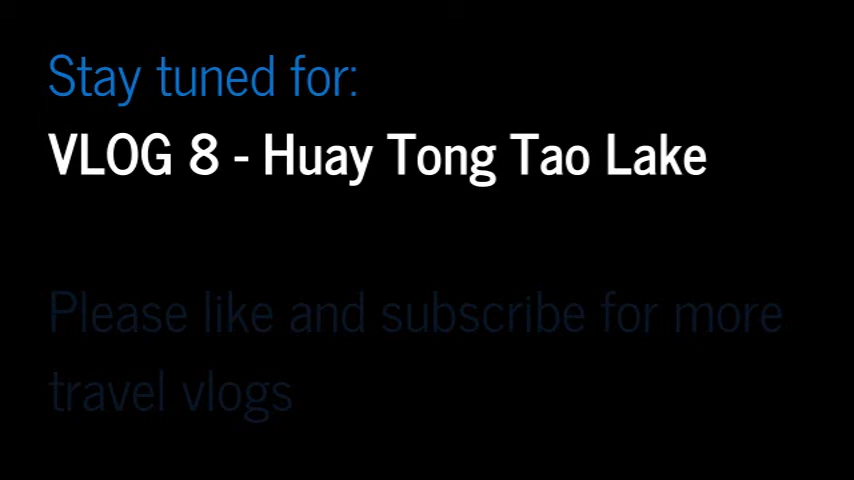 Stay tuned for:
VLOG 8 - Huay Tong Tao Lake
Please like and subscribe for more
travel vlogs